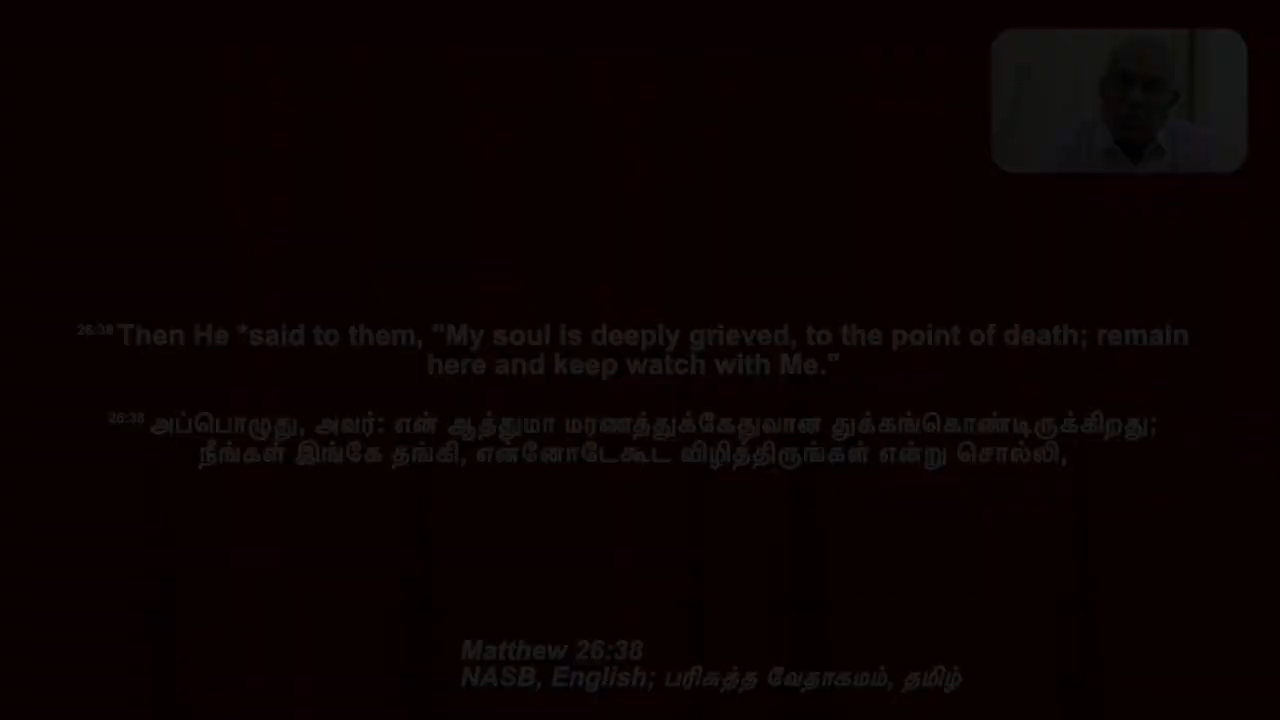 26:38 Then He *said to them, "My soul is deeply grieved, to the point of death; remain
here and keep watch with Me."
26:38 அப்பொழுது, அவர்: என் ஆத்துமா மரணத்துக்கேதுவான துக்கங்கொண்டிருக்கிறது;
நீங்கள் இங்கே தங்கி, என்னோடேகூட விழித்திருங்கள் என்று சொல்லி,
Matthew 26:38
NASB, English; பரிசுத்த வேதாகமம், தமிழ்